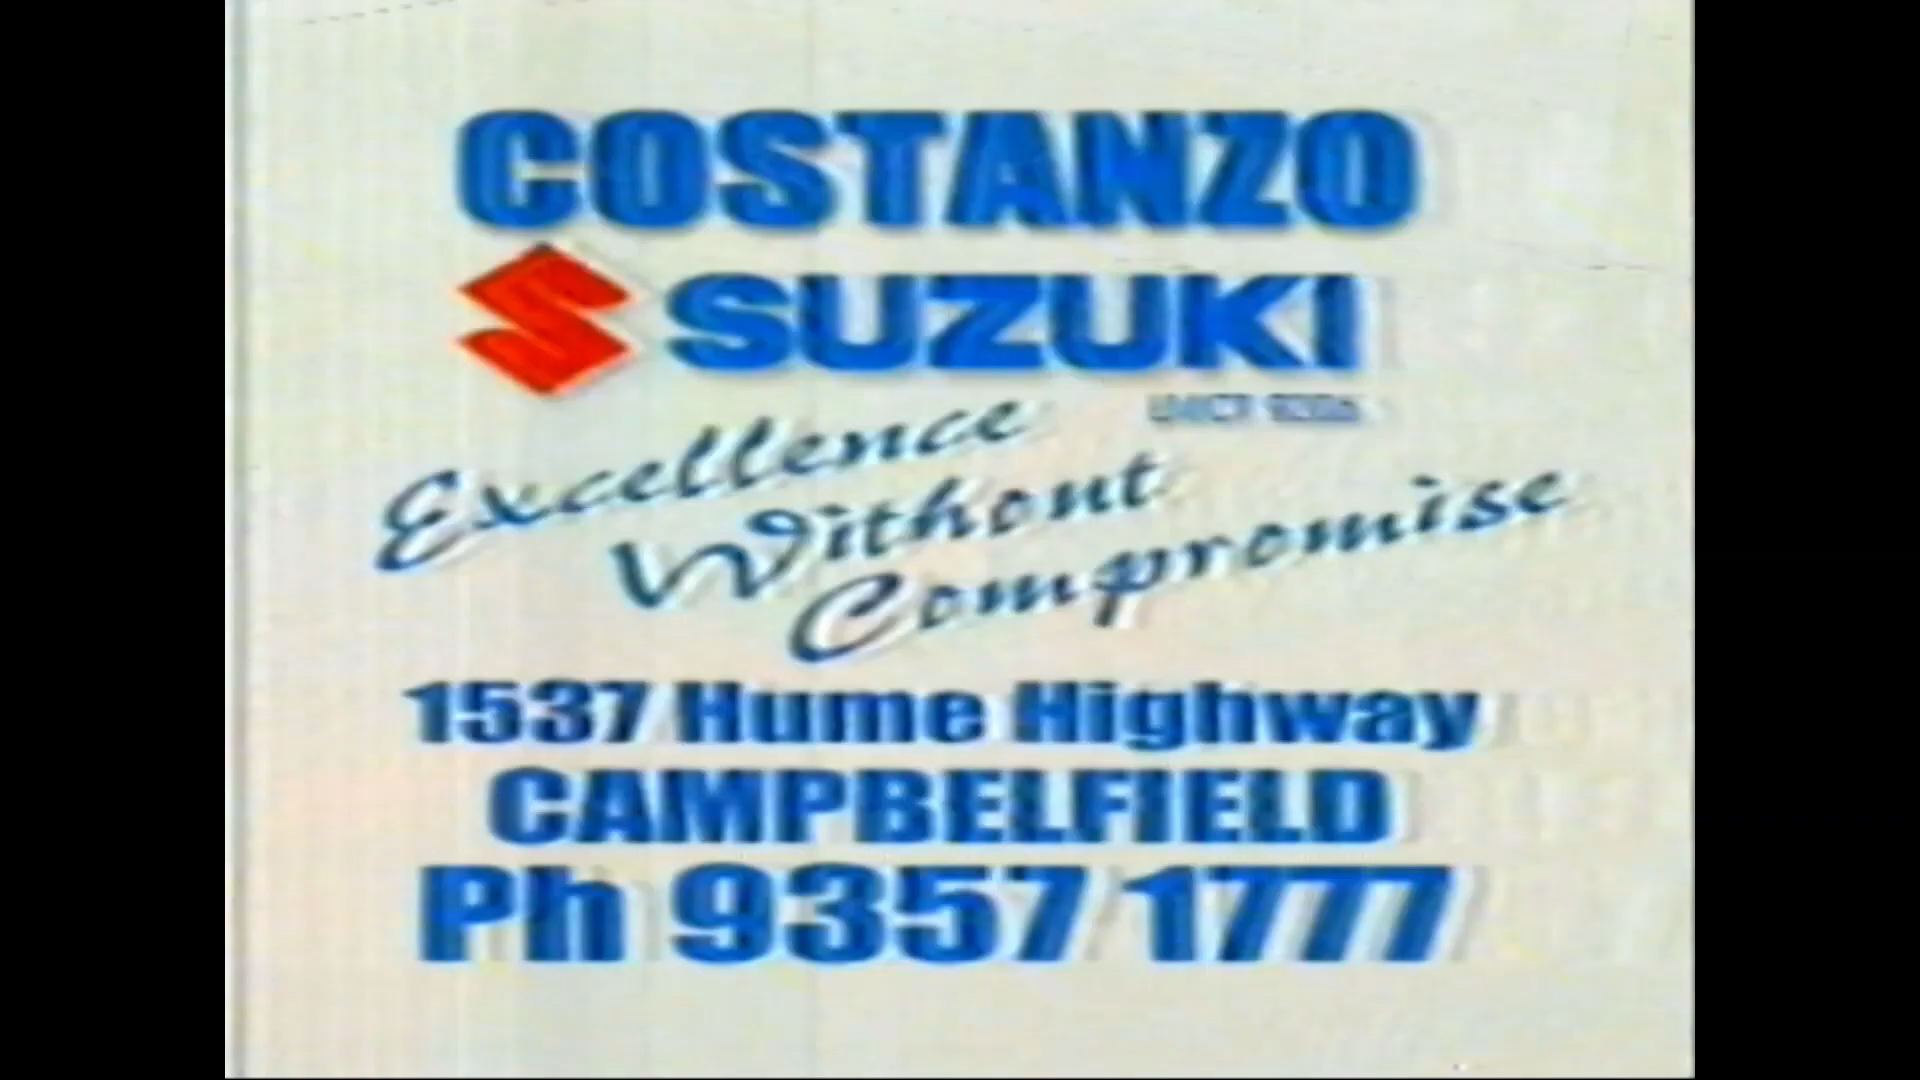 COSTANZO
SUZUKI
Excellence
Without
Compromise
1537 Hume Highway
CAMPBELFIELD
Ph 9357 1777